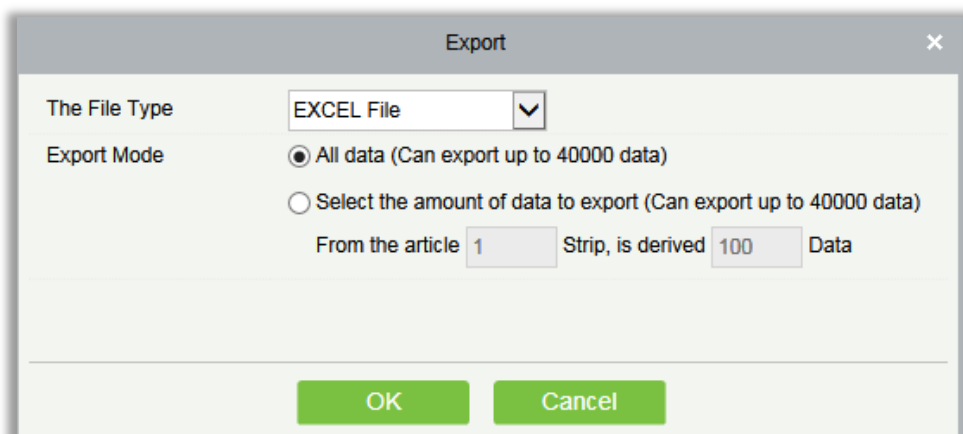 Export
The File Type EXCEL File
Export Mode All data (Can export up to 40000 data)
Select the amount of data to export (Can export up to 40000 data)
From the article 1 Strip, is derived 100 Data
OK Cancel